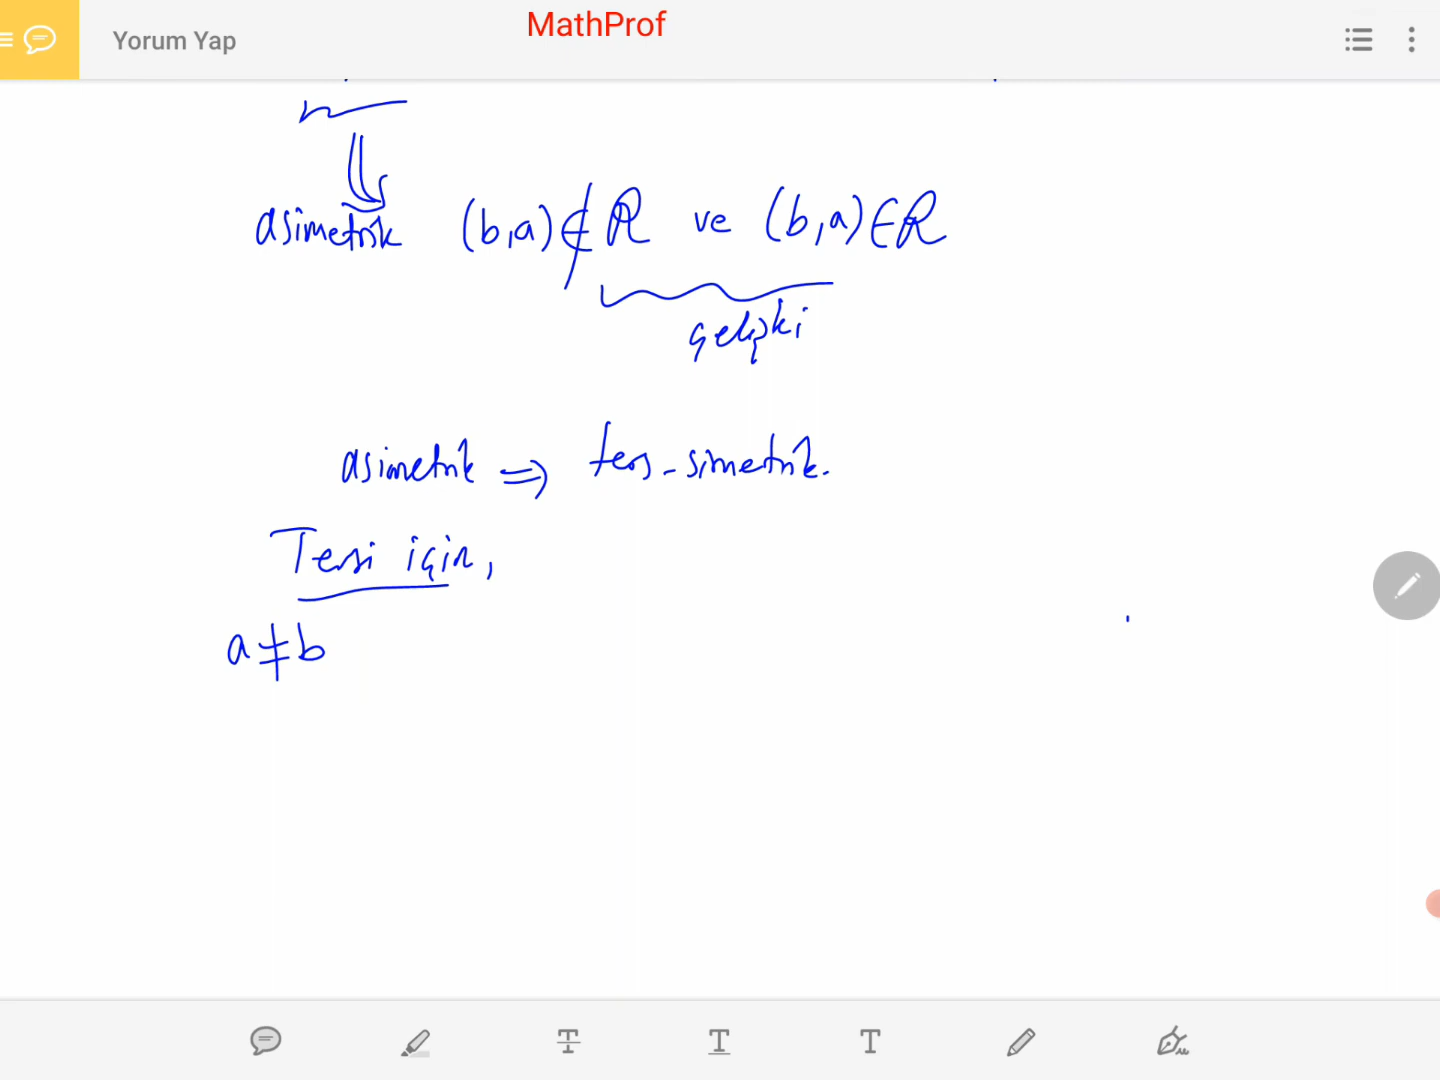 MathProf
Yorum Yap
asimetrik (b,a)∉R ve (b,a)∈R
çelişki
asimetrik ⇒ ters-simetrik.
Tersi için,
a≠b